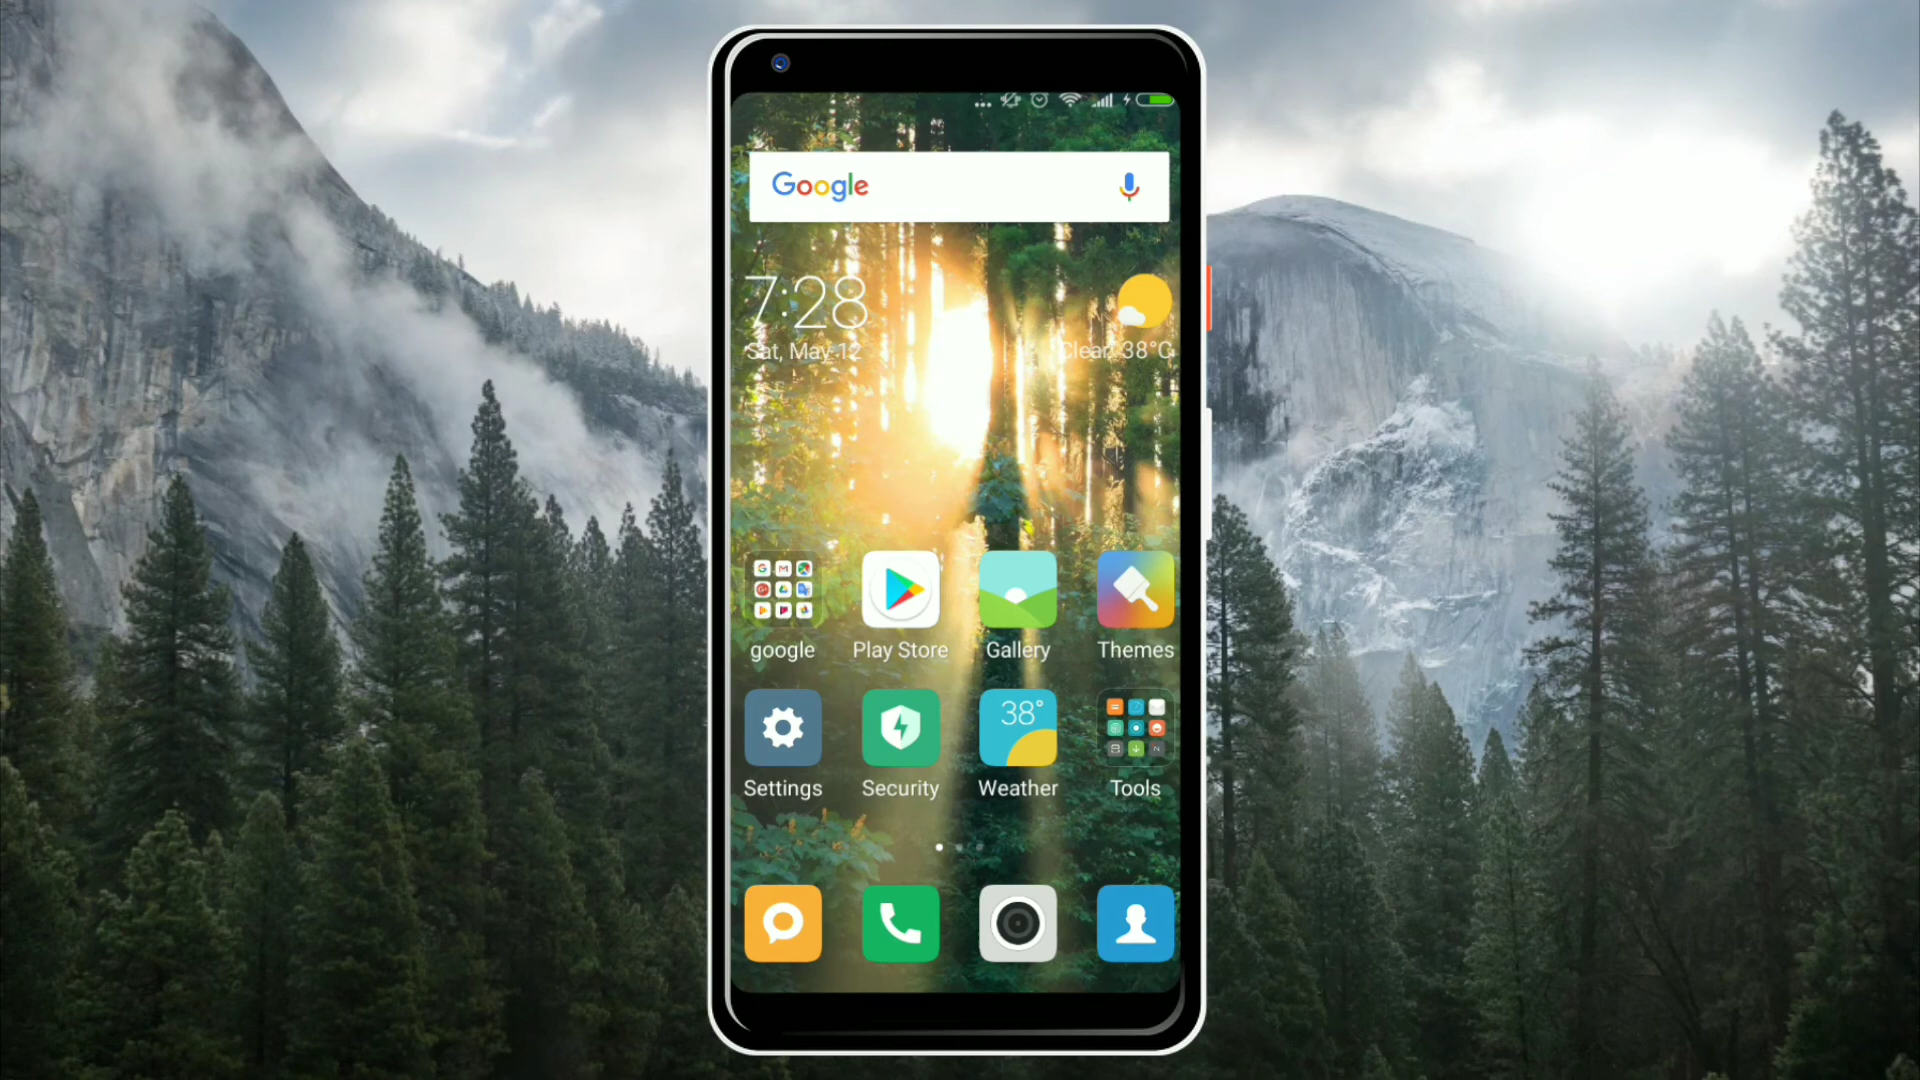 Google
7:28
Sat, May 12
Clear 38°C
google
Play Store
Gallery
Themes
38°
Settings
Security
Weather
Tools